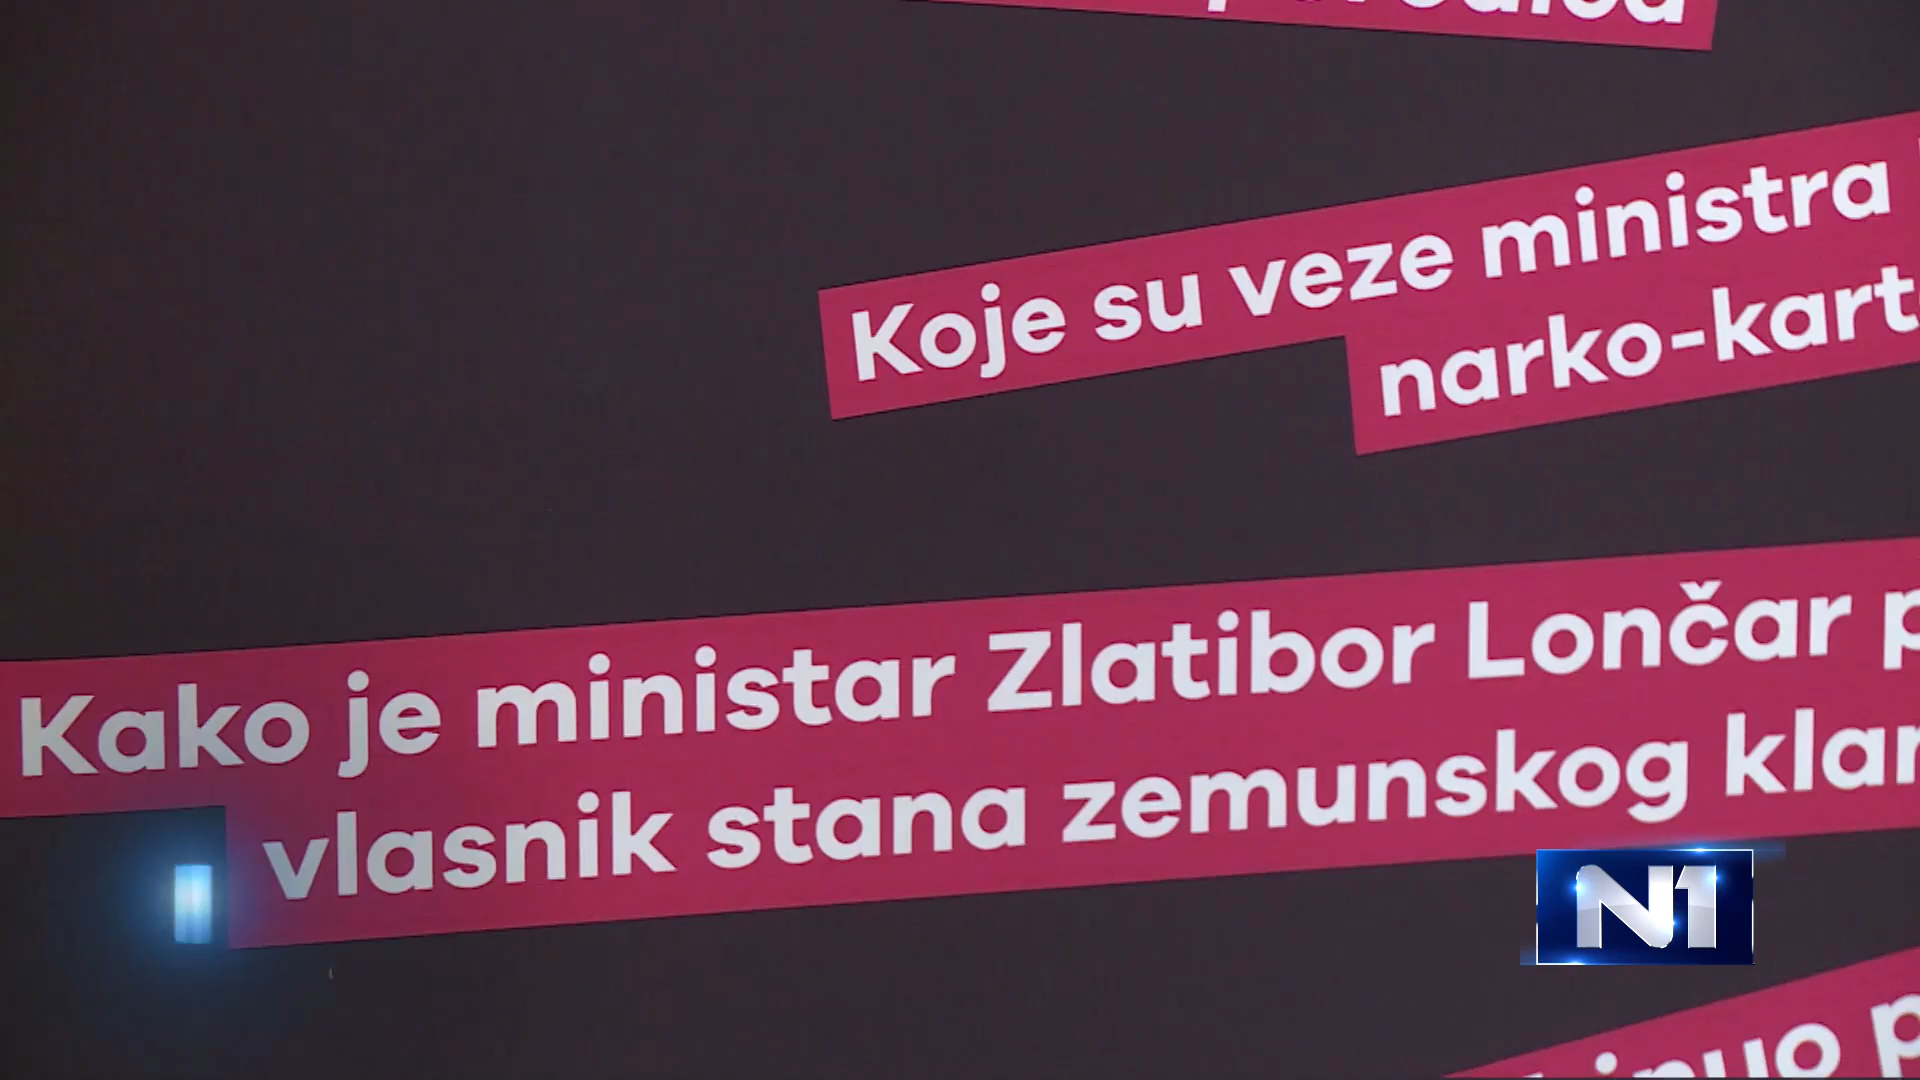 Koje su veze ministra
narko-kart
Kako je ministar Zlatibor Lončar p
vlasnik stana zemunskog klan
N1